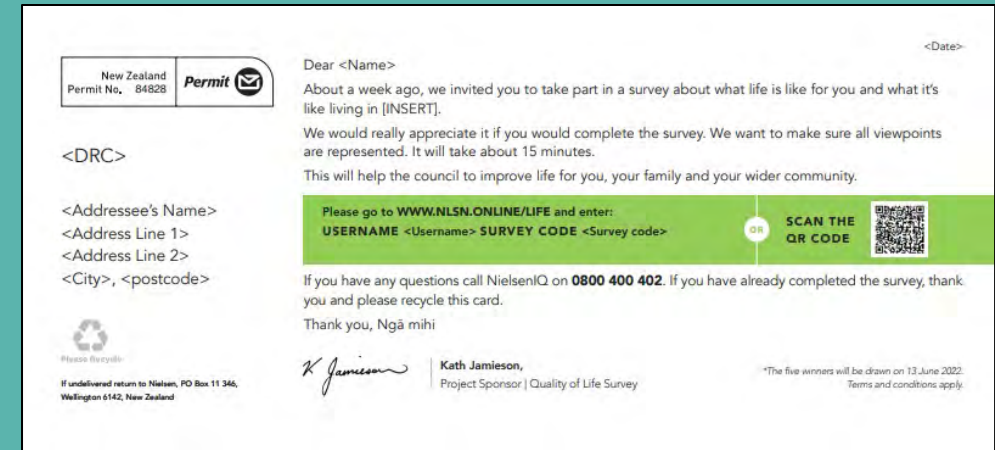 New Zealand
Permit No. 84828
Permit
<DRC>
<Addressee's Name>
<Address Line 1>
<Address Line 2>
<City>, <postcode>
Please Recycle
If undelivered return to Nielsen, PO Box 11 346,
Wellington 6142, New Zealand
<Date>
Dear <Name>
About a week ago, we invited you to take part in a survey about what life is like for you and what it's
like living in [INSERT].
We would really appreciate it if you would complete the survey. We want to make sure all viewpoints
are represented. It will take about 15 minutes.
This will help the council to improve life for you, your family and your wider community.
Please go to WWW.NLSN.ONLINE/LIFE and enter:
USERNAME <Username> SURVEY CODE <Survey code>
OR
SCAN THE
QR CODE
If you have any questions call NielsenIQ on 0800 400 402. If you have already completed the survey, thank
you and please recycle this card.
Thank you, Ngā mihi
K Jamieson
Kath Jamieson,
Project Sponsor | Quality of Life Survey
*The five winners will be drawn on 13 June 2022.
Terms and conditions apply.